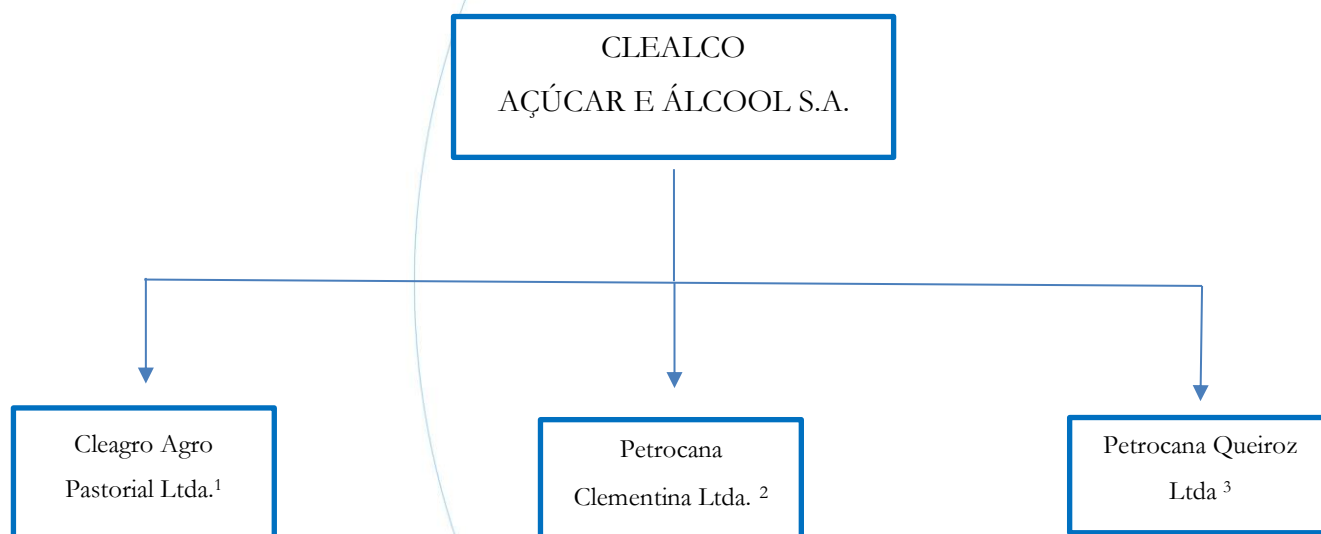 CLEALCO
AÇÚCAR E ÁLCOOL S.A.
Cleagro Agro
Pastorial Ltda.¹
Petrocana
Clementina Ltda. ²
Petrocana Queiroz
Ltda ³